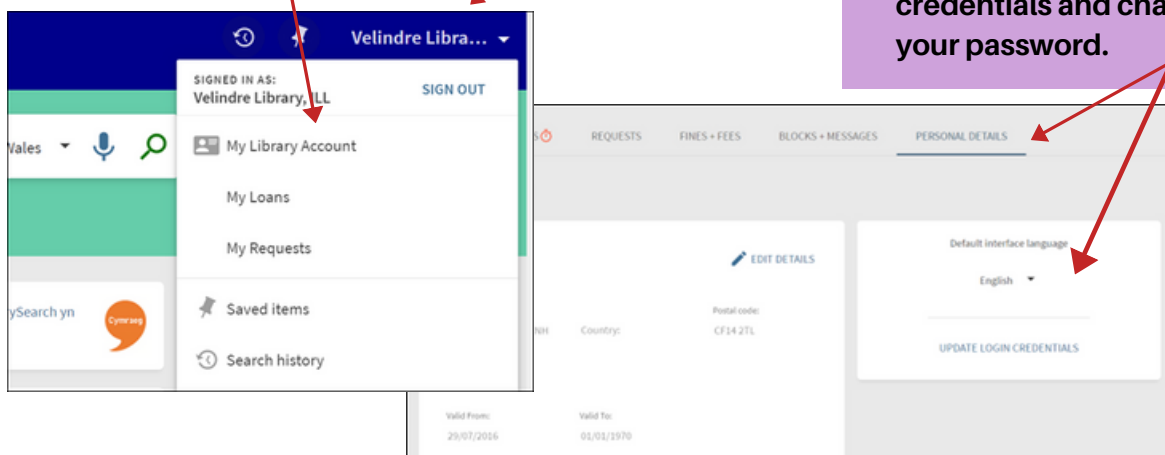 credentials and cha
your password.
Velindre Libra...
SIGNED IN AS:
Velindre Library, ILL
SIGN OUT
Wales
My Library Account
My Loans
My Requests
ySearch yn
Cymraeg
Saved items
Search history
S
REQUESTS
FINES + FEES
BLOCKS + MESSAGES
PERSONAL DETAILS
EDIT DETAILS
Postal code:
NH
Country:
CF14 2TL
Valid From:
Valid To:
29/07/2016
01/01/1970
Default interface language
English
UPDATE LOGIN CREDENTIALS